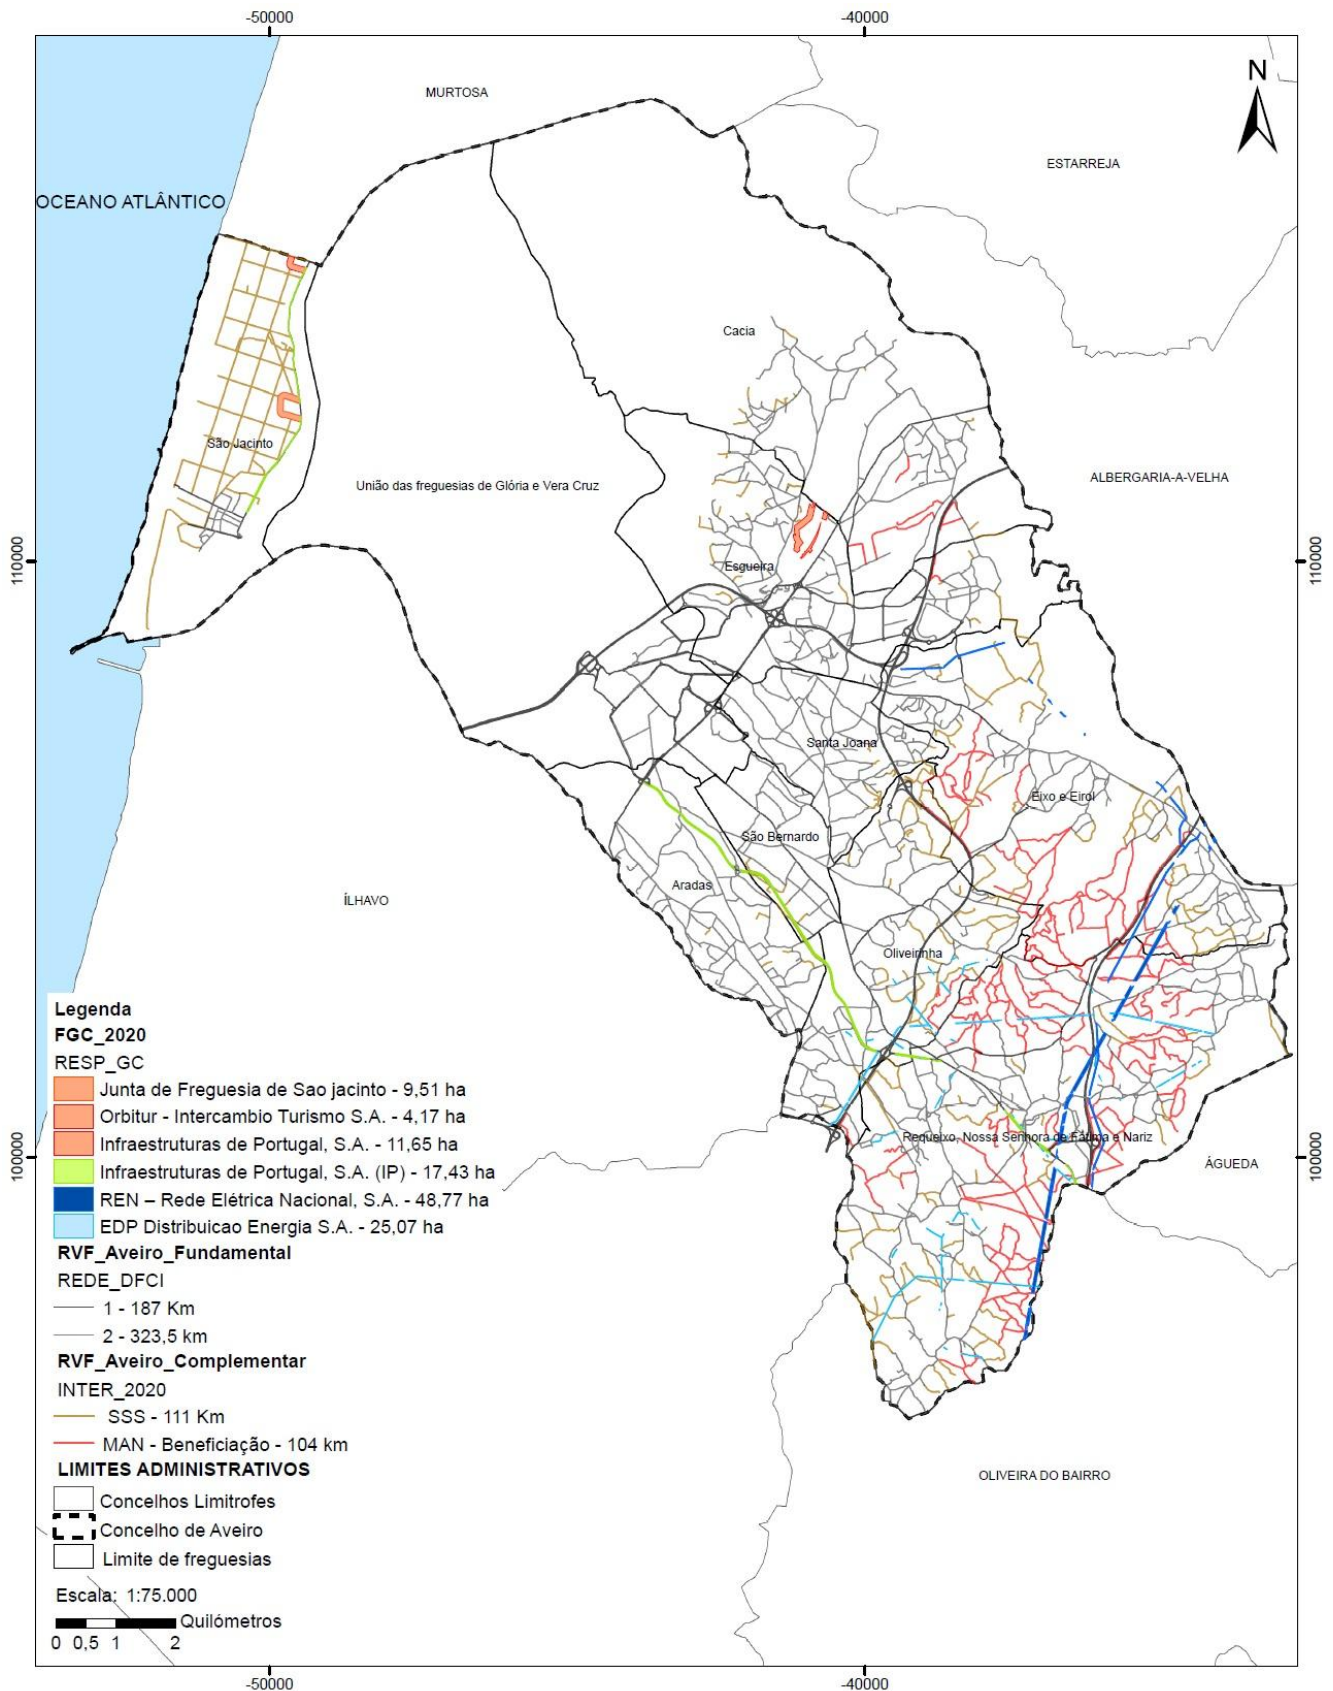 -50000
-40000
N
MURTOSA
ESTARREJA
OCEANO ATLÂNTICO
Cacia
São Jacinto
União das freguesias de Glória e Vera Cruz
ALBERGARIA-A-VELHA
110000
110000
Esgueira
Santa Joana
Eixo e Eirol
São Bernardo
Aradas
ÍLHAVO
Oliveirinha
Requeixo, Nossa Senhora de Fátima e Nariz
ÁGUEDA
100000
100000
OLIVEIRA DO BAIRRO
Legenda
FGC_2020
RESP_GC
Junta de Freguesia de Sao jacinto - 9,51 ha
Orbitur - Intercambio Turismo S.A. - 4,17 ha
Infraestruturas de Portugal, S.A. - 11,65 ha
Infraestruturas de Portugal, S.A. (IP) - 17,43 ha
REN – Rede Elétrica Nacional, S.A. - 48,77 ha
EDP Distribuicao Energia S.A. - 25,07 ha
RVF_Aveiro_Fundamental
REDE_DFCI
1 - 187 Km
2 - 323,5 km
RVF_Aveiro_Complementar
INTER_2020
SSS - 111 Km
MAN - Beneficiação - 104 km
LIMITES ADMINISTRATIVOS
Concelhos Limitrofes
Concelho de Aveiro
Limite de freguesias
Escala: 1:75.000
Quilómetros
0 0,5 1 2
-50000
-40000